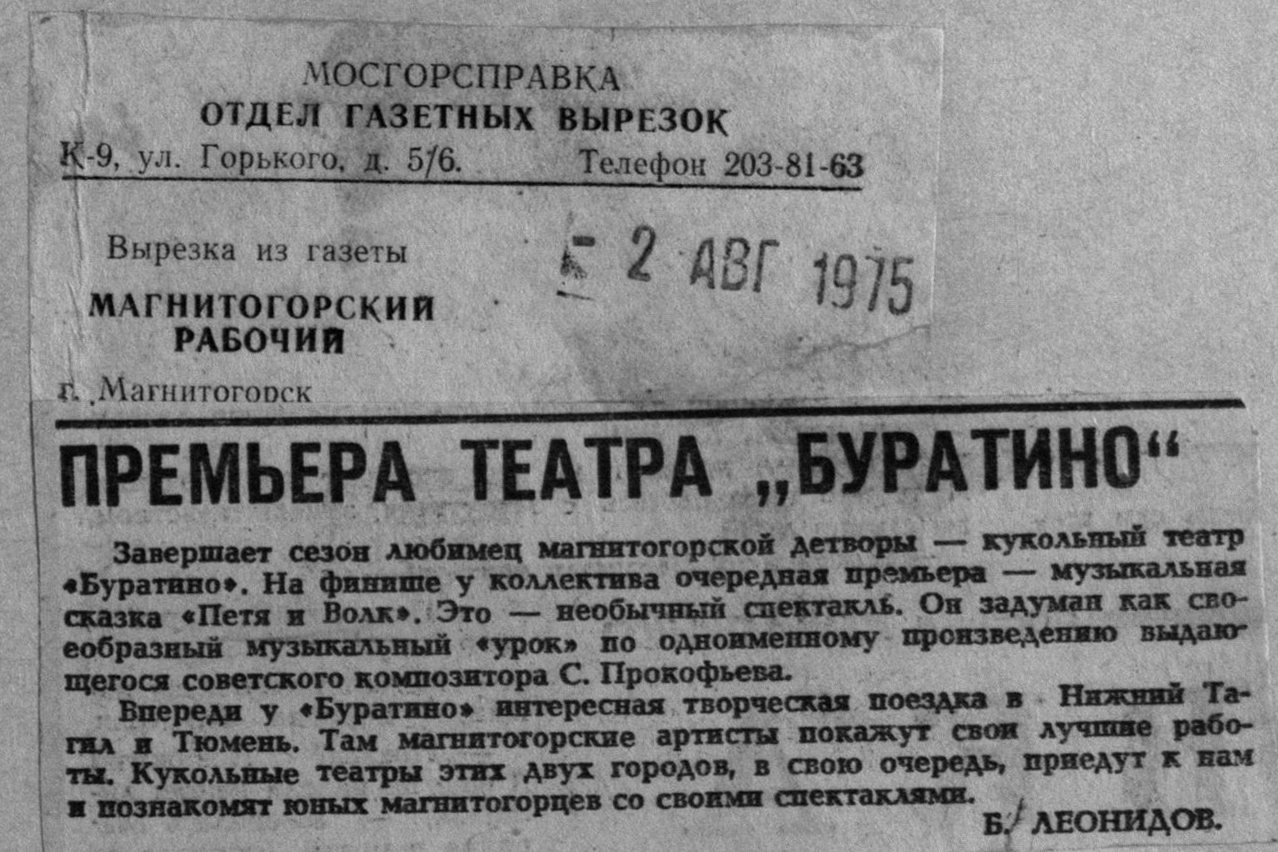 МОСГОРСПРАВКА
ОТДЕЛ ГАЗЕТНЫХ ВЫРЕЗОК
К-9, ул. Горького, д. 5/6. Телефон 203-81-63
Вырезка из газеты
- 2 АВГ 1975
МАГНИТОГОРСКИЙ
РАБОЧИЙ
г. Магнитогорск
ПРЕМЬЕРА ТЕАТРА „БУРАТИНО“
Завершает сезон любимец магнитогорской детворы — кукольный театр
«Буратино». На финише у коллектива очередная премьера — музыкальная
сказка «Петя и Волк». Это — необычный спектакль. Он задуман как сво-
еобразный музыкальный «урок» по одноименному произведению выдаю-
щегося советского композитора С. Прокофьева.
Впереди у «Буратино» интересная творческая поездка в Нижний Та-
гил и Тюмень. Там магнитогорские артисты покажут свои лучшие рабо-
ты. Кукольные театры этих двух городов, в свою очередь, приедут к нам
и познакомят юных магнитогорцев со своими спектаклями.
Б. ЛЕОНИДОВ.